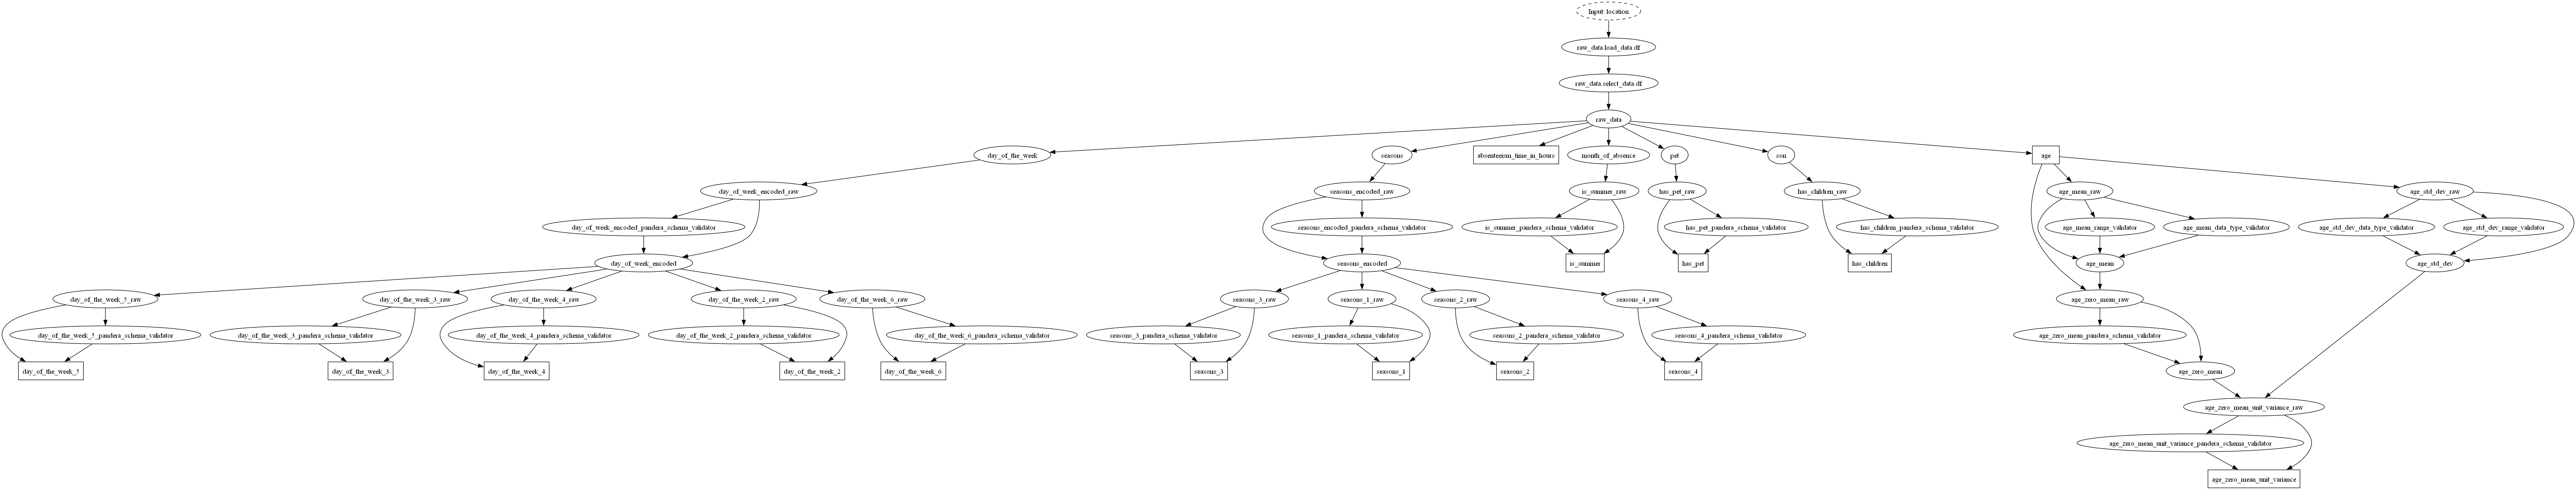 Input: location
raw_data.load_data.df
raw_data.select_data.df
raw_data
day_of_the_week
seasons
absenteeism_time_in_hours
month_of_absence
pet
son
age
day_of_week_encoded_raw
seasons_encoded_raw
is_summer_raw
has_pet_raw
has_children_raw
age_mean_raw
age_std_dev_raw
day_of_week_encoded_pandera_schema_validator
seasons_encoded_pandera_schema_validator
is_summer_pandera_schema_validator
has_pet_pandera_schema_validator
has_children_pandera_schema_validator
age_mean_range_validator
age_mean_data_type_validator
age_std_dev_data_type_validator
age_std_dev_range_validator
day_of_week_encoded
seasons_encoded
is_summer
has_pet
has_children
age_mean
age_std_dev
day_of_the_week_5_raw
day_of_the_week_3_raw
day_of_the_week_4_raw
day_of_the_week_2_raw
day_of_the_week_6_raw
seasons_3_raw
seasons_1_raw
seasons_2_raw
seasons_4_raw
age_zero_mean_raw
day_of_the_week_5_pandera_schema_validator
day_of_the_week_3_pandera_schema_validator
day_of_the_week_4_pandera_schema_validator
day_of_the_week_2_pandera_schema_validator
day_of_the_week_6_pandera_schema_validator
seasons_3_pandera_schema_validator
seasons_1_pandera_schema_validator
seasons_2_pandera_schema_validator
seasons_4_pandera_schema_validator
age_zero_mean_pandera_schema_validator
day_of_the_week_5
day_of_the_week_3
day_of_the_week_4
day_of_the_week_2
day_of_the_week_6
seasons_3
seasons_1
seasons_2
seasons_4
age_zero_mean
age_zero_mean_unit_variance_raw
age_zero_mean_unit_variance_pandera_schema_validator
age_zero_mean_unit_variance